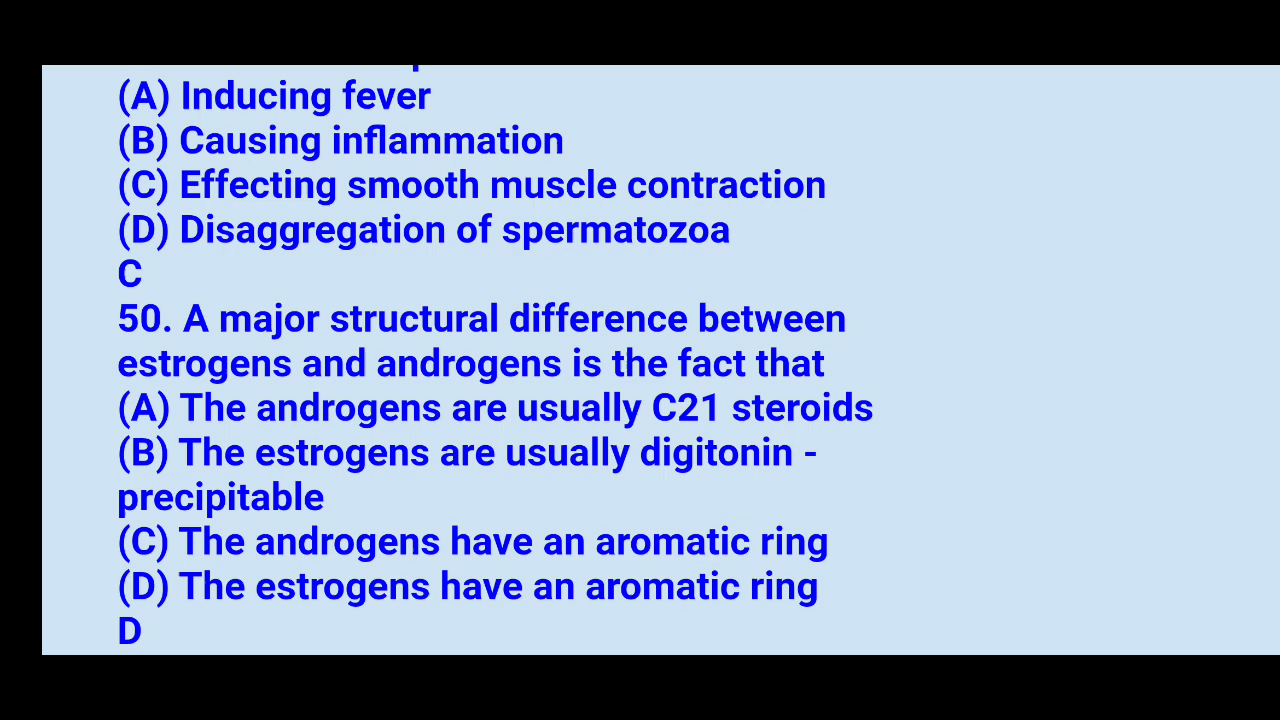 (A) Inducing fever
(B) Causing inflammation
(C) Effecting smooth muscle contraction
(D) Disaggregation of spermatozoa
C
50. A major structural difference between
estrogens and androgens is the fact that
(A) The androgens are usually C21 steroids
(B) The estrogens are usually digitonin -
precipitable
(C) The androgens have an aromatic ring
(D) The estrogens have an aromatic ring
D